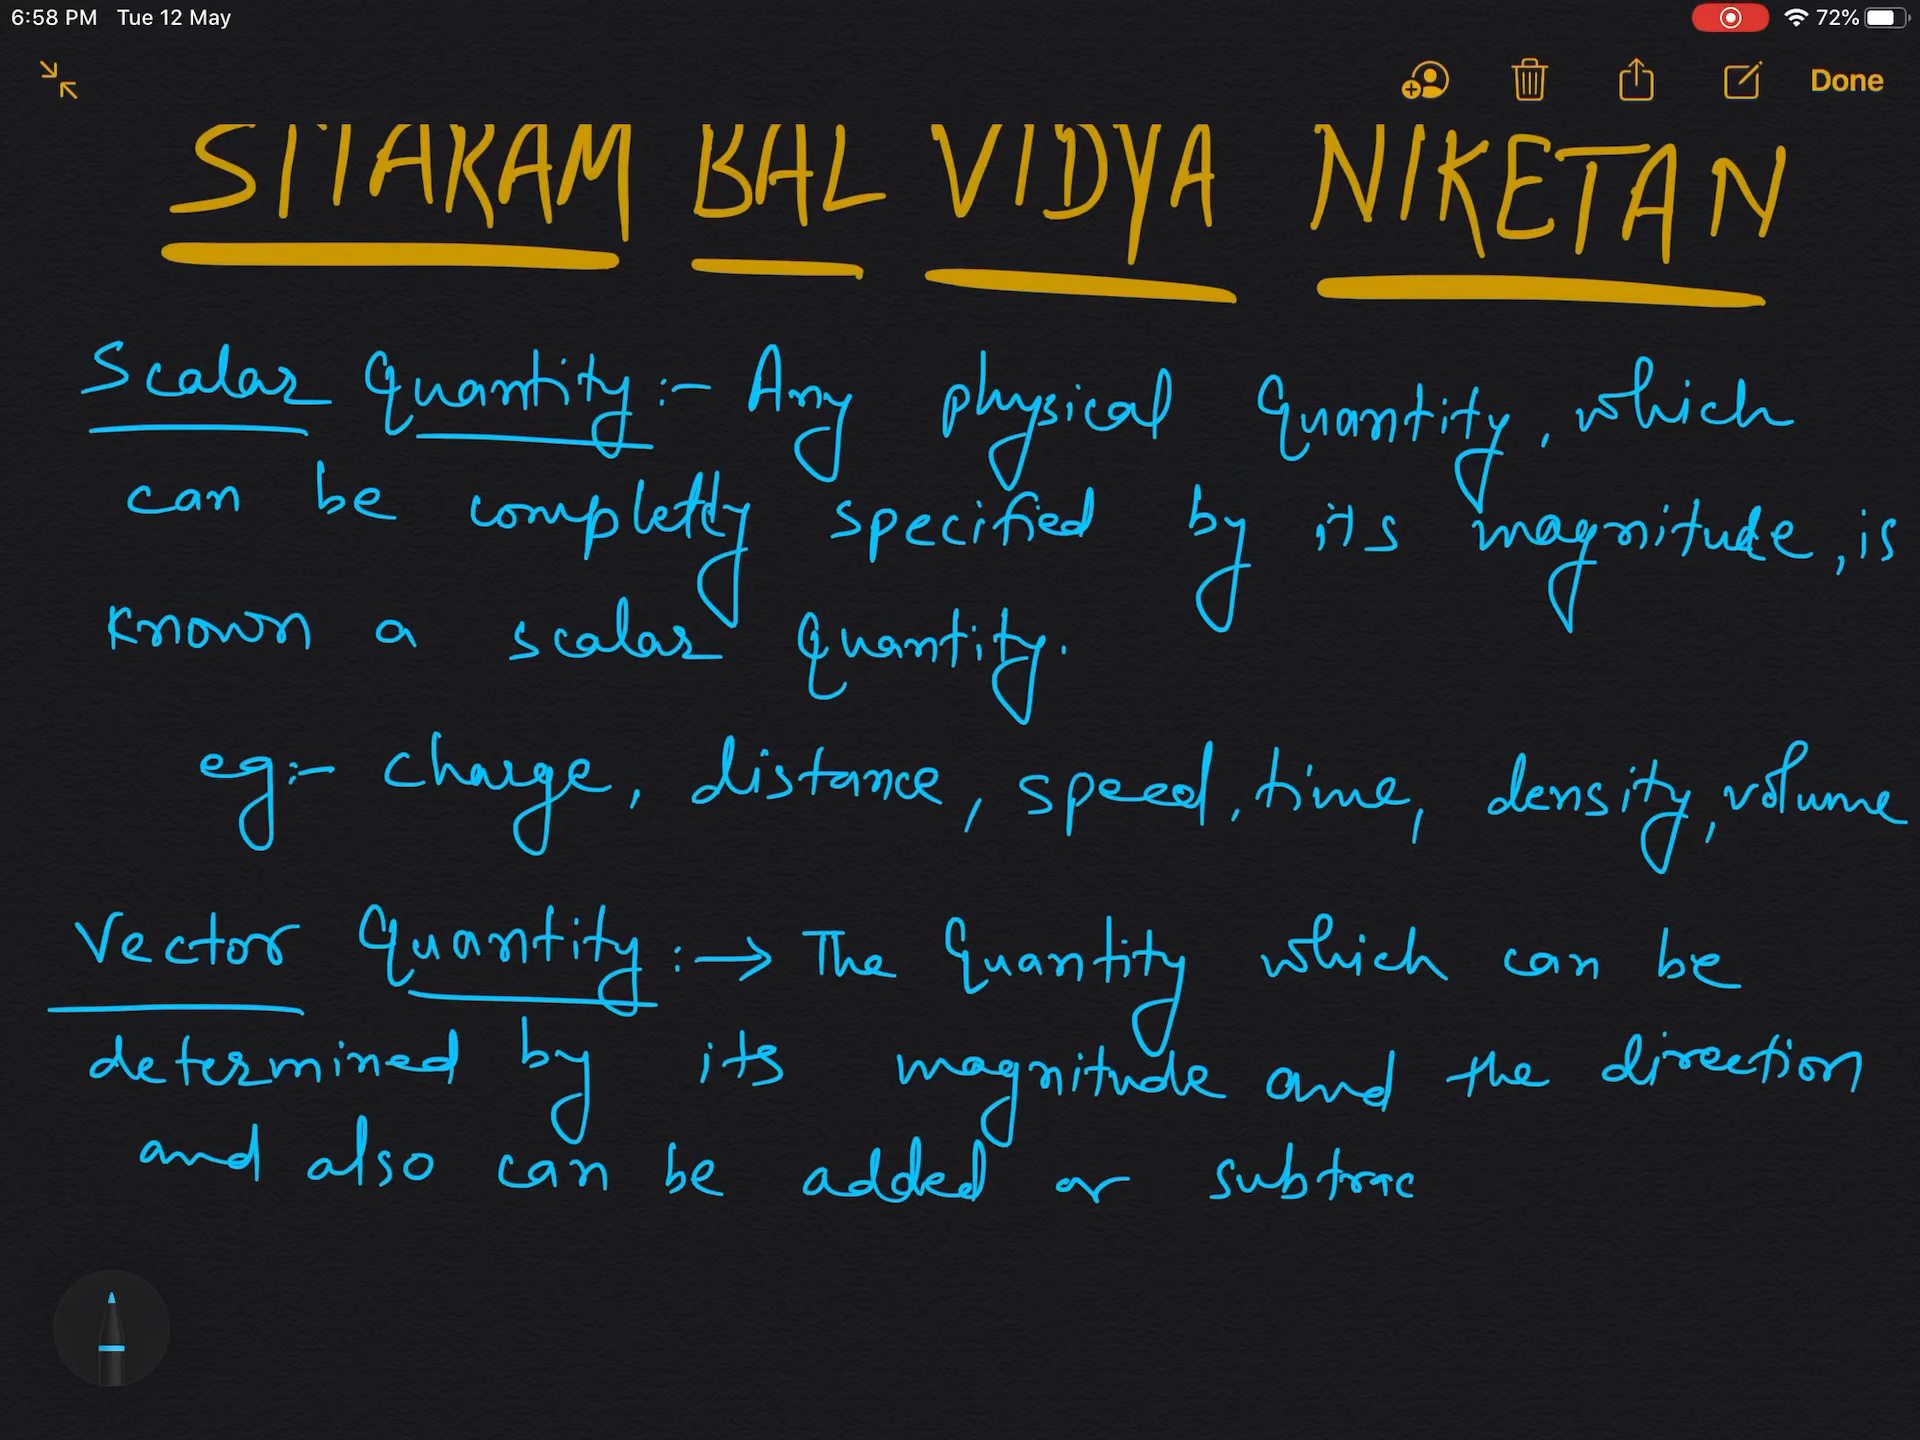 6:58 PM Tue 12 May 72%
Done
SITARAM BAL VIDYA NIKETAN
Scalar Quantity :- Any physical Quantity, which
can be completly specified by its magnitude, is
known a scalar quantity.
eg:- charge, distance, speed, time, density, volume
Vector Quantity :→ The Quantity which can be
determined by its magnitude and the direction
and also can be added or subtrac